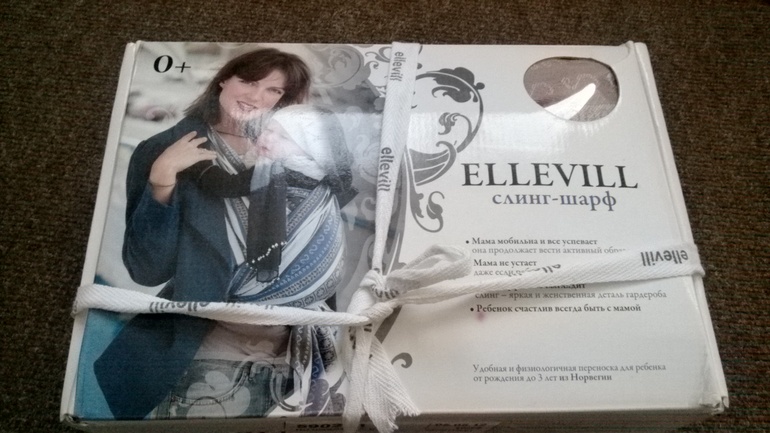 0+
ellevill
ellevill
ELLEVILL
слинг-шарф
• Мама мобильна и все успевает
она продолжает вести активный
Мама не устает
даже если
ellevill
ellevill
слинг – яркая и женственная деталь гардероба
• Ребенок счастлив всегда быть с мамой
Удобная и физиологичная переноска для ребенка
от рождения до 3 лет из Норвегии